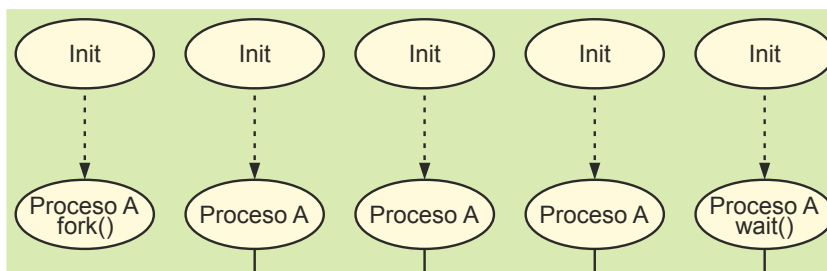 Init
Init
Init
Init
Init
Proceso A
fork()
Proceso A
Proceso A
Proceso A
Proceso A
wait()